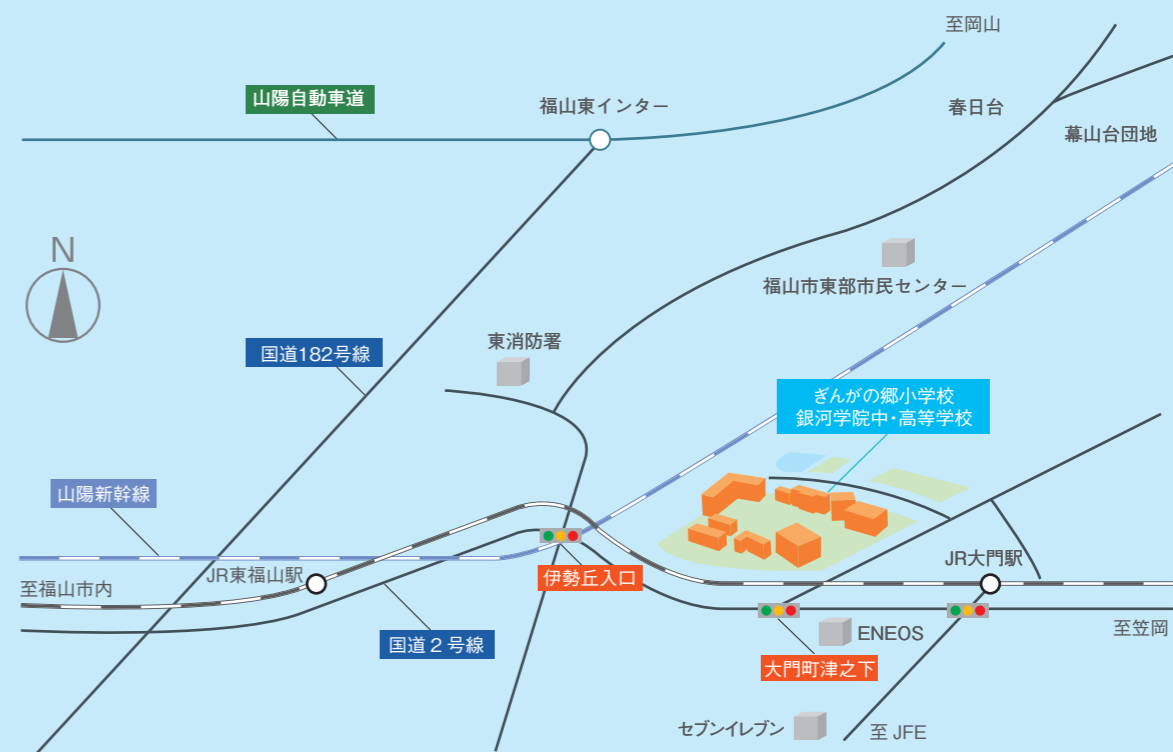 至岡山
山陽自動車道
福山東インター
春日台
幕山台団地
N
福山市東部市民センター
東消防署
国道182号線
ぎんがの郷小学校
銀河学院中・高等学校
山陽新幹線
JR東福山駅
至福山市内
伊勢丘入口
JR大門駅
国道2号線
ENEOS
至笠岡
大門町津之下
セブンイレブン
至 JFE